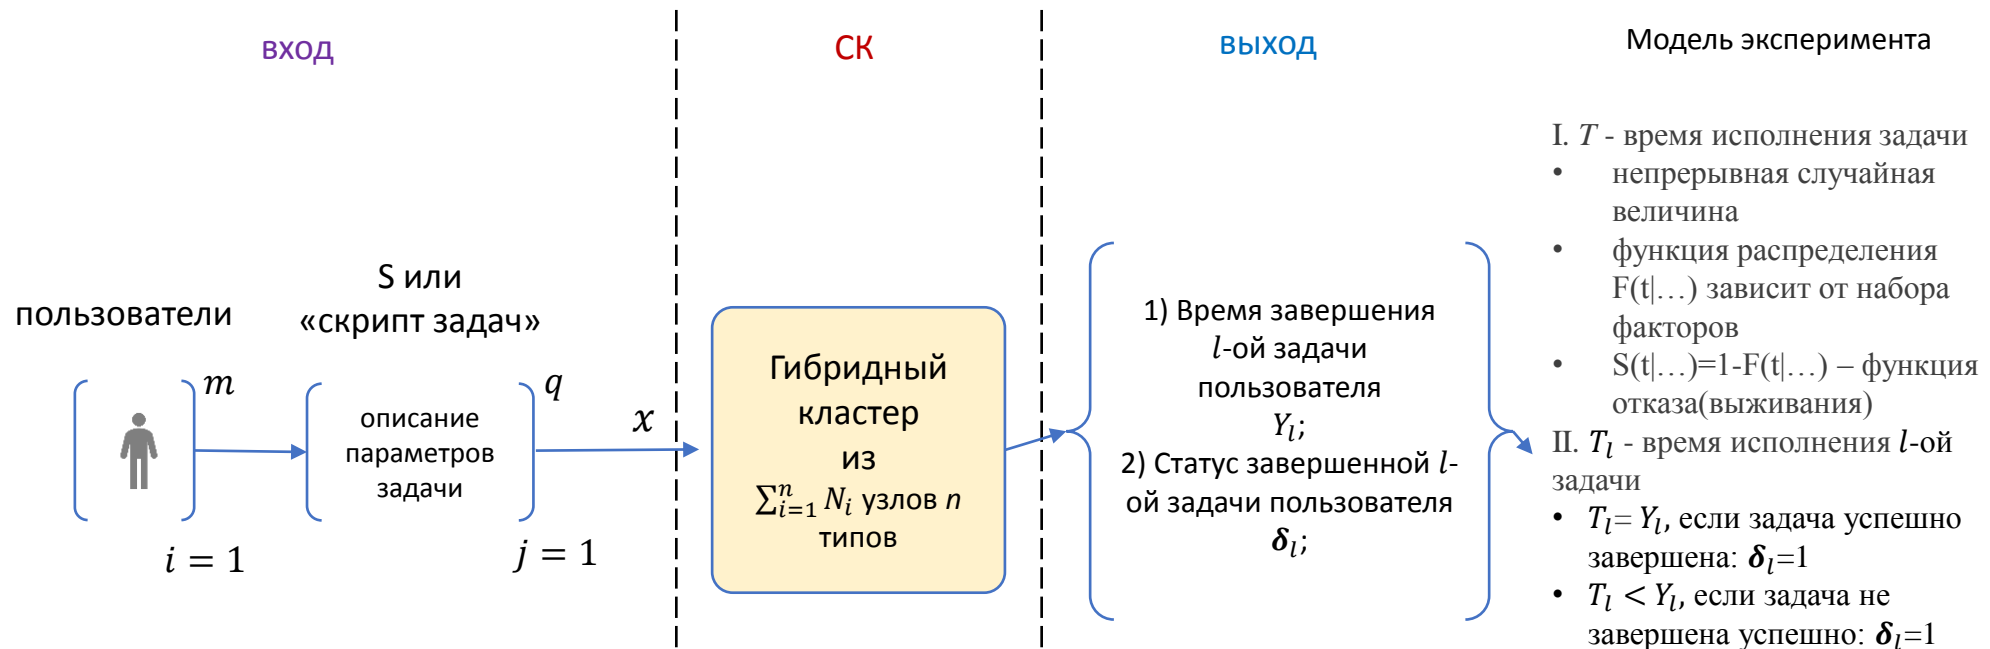 вход
СК
выход
Модель эксперимента
пользователи
m
i = 1
S или
«скрипт задач»
описание
параметров
задачи
q
j = 1
x
Гибридный
кластер
из
∑ⁿᵢ₌₁ Nᵢ узлов n
типов
1) Время завершения
l-ой задачи
пользователя
Yₗ;
2) Статус завершенной l-
ой задачи пользователя
δₗ;
I. T - время исполнения задачи
• непрерывная случайная
величина
• функция распределения
F(t|…) зависит от набора
факторов
• S(t|…)=1-F(t|…) – функция
отказа(выживания)
II. Tₗ - время исполнения l-ой
задачи
• Tₗ= Yₗ, если задача успешно
завершена: δₗ=1
• Tₗ < Yₗ, если задача не
завершена успешно: δₗ=1